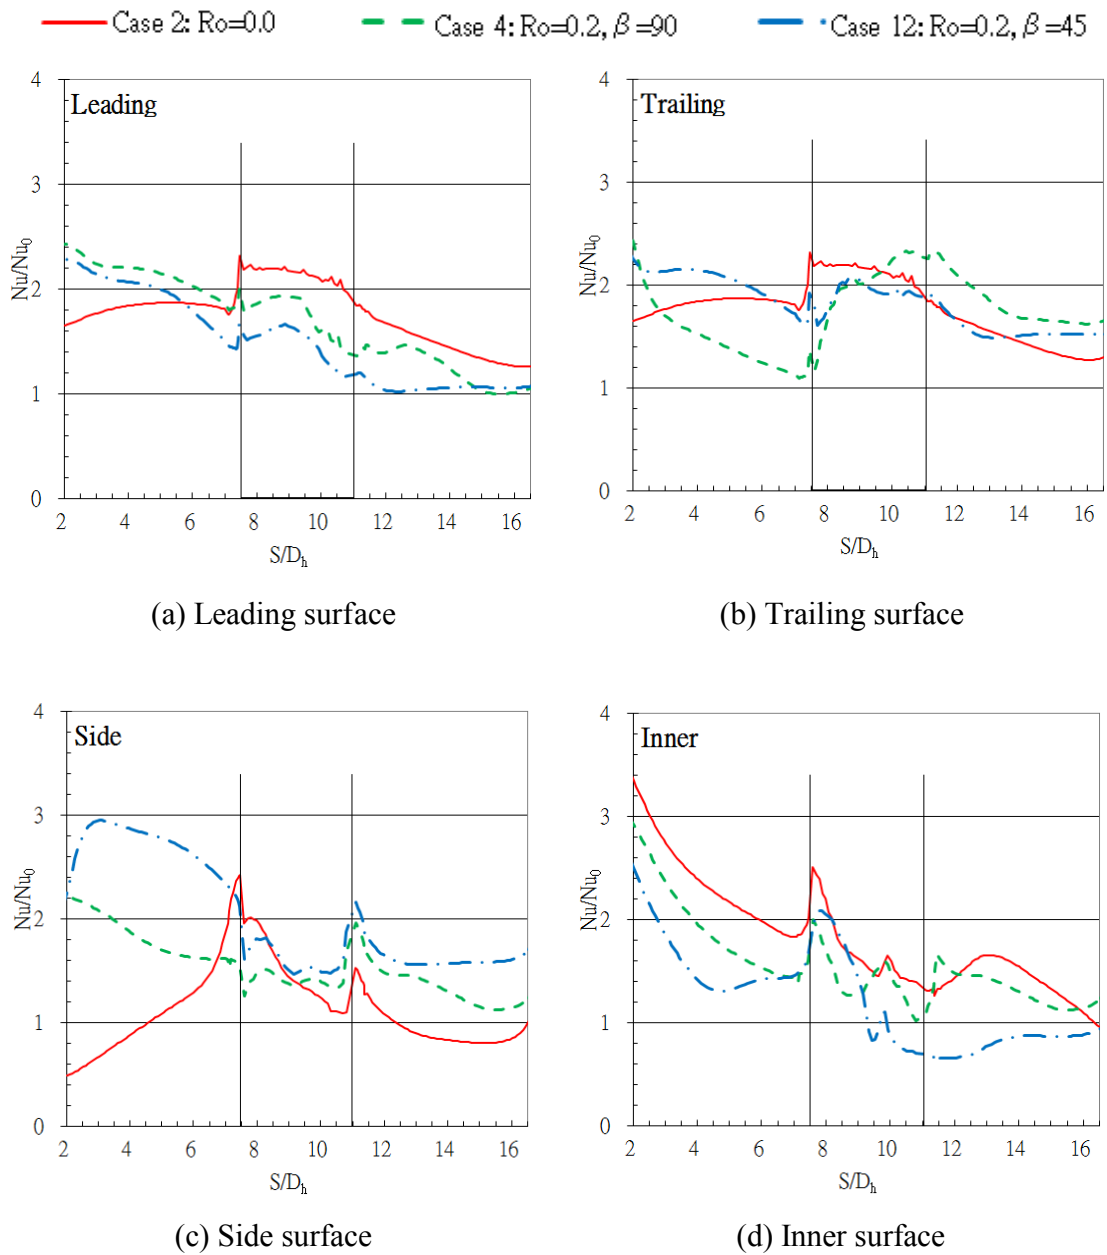 Case 2: Ro=0.0 Case 4: Ro=0.2, β=90 Case 12: Ro=0.2, β=45
Leading
4
3
2
1
0
Nu/Nu₀
2 4 6 8 10 12 14 16
S/Dₕ
(a) Leading surface
Trailing
4
3
2
1
0
Nu/Nu₀
2 4 6 8 10 12 14 16
S/Dₕ
(b) Trailing surface
Side
4
3
2
1
0
Nu/Nu₀
2 4 6 8 10 12 14 16
S/Dₕ
(c) Side surface
Inner
4
3
2
1
0
Nu/Nu₀
2 4 6 8 10 12 14 16
S/Dₕ
(d) Inner surface